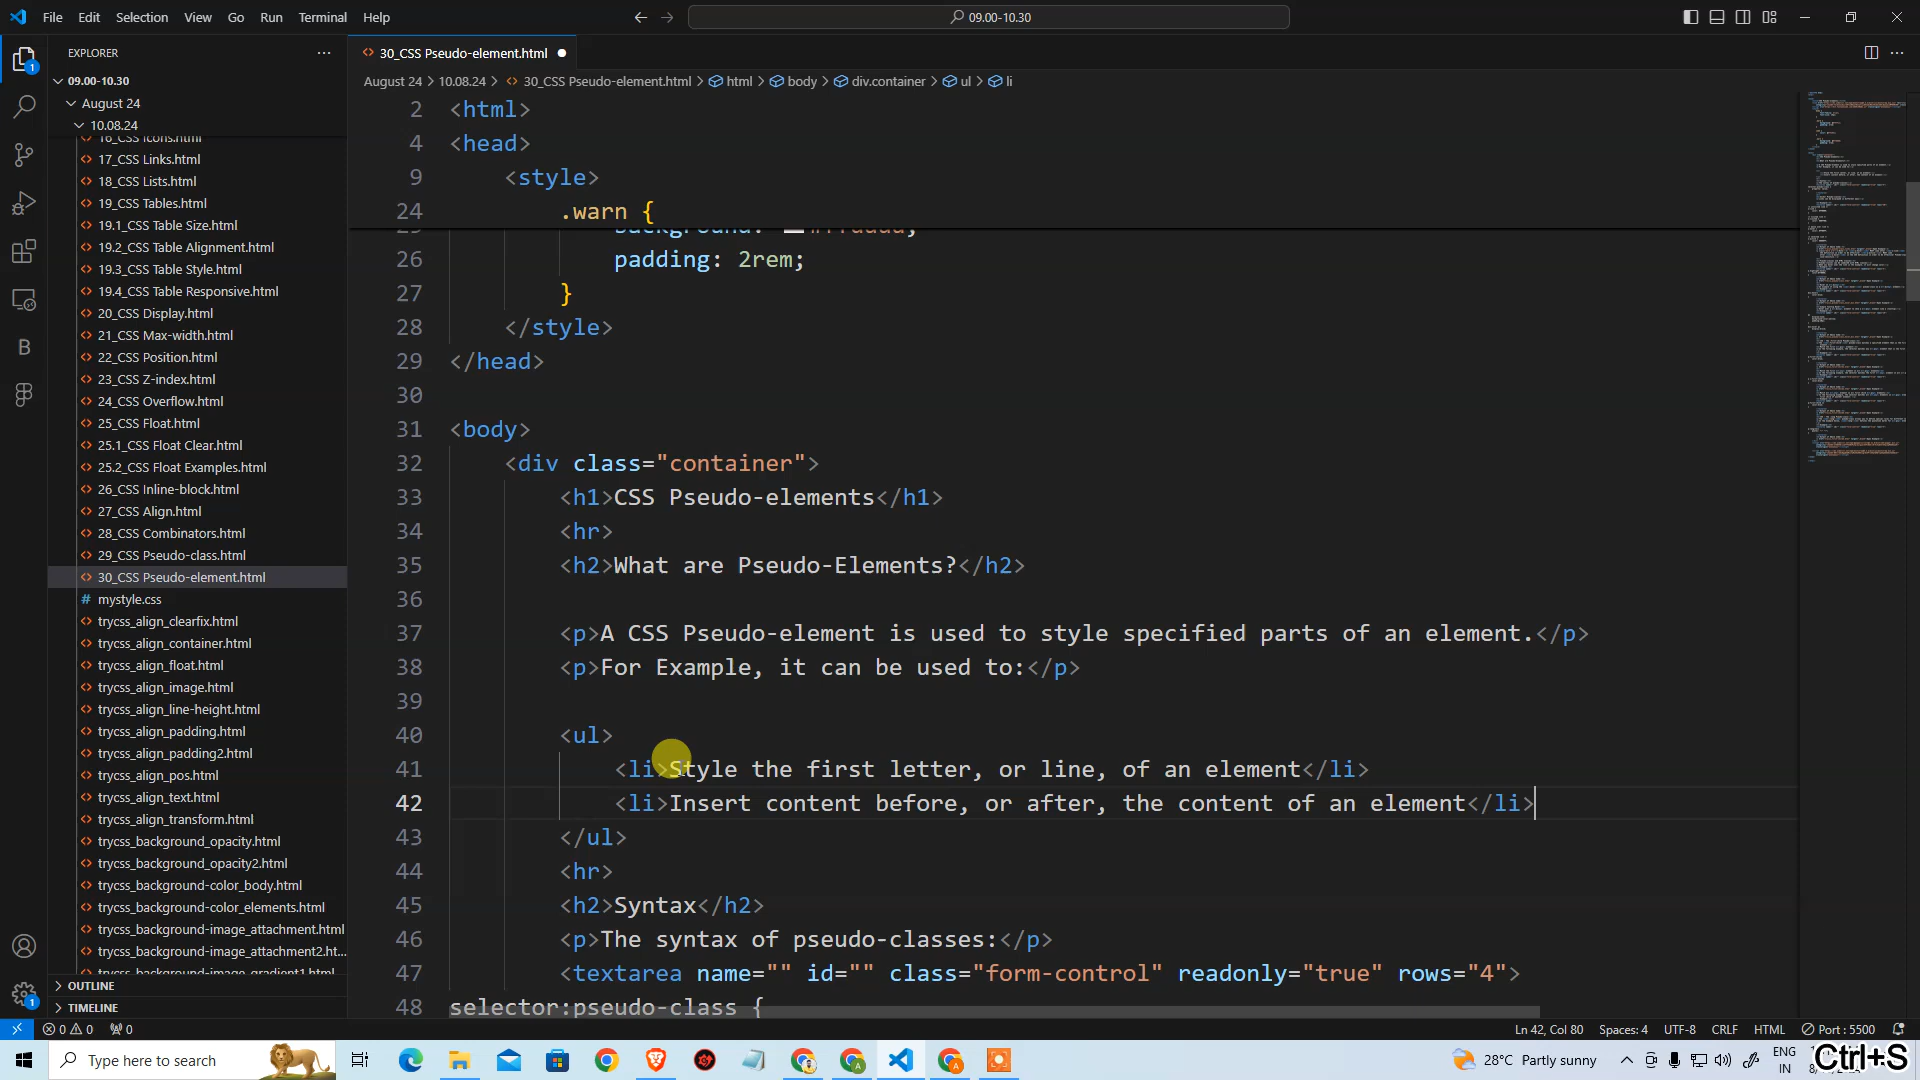 File Edit Selection View Go Run Terminal Help
09.00-10.30
EXPLORER
30_CSS Pseudo-element.html
09.00-10.30
August 24 > 10.08.24 > 30_CSS Pseudo-element.html > html > body > div.container > ul > li
August 24
10.08.24
16_CSS Icons.html
17_CSS Links.html
18_CSS Lists.html
19_CSS Tables.html
19.1_CSS Table Size.html
19.2_CSS Table Alignment.html
19.3_CSS Table Style.html
19.4_CSS Table Responsive.html
20_CSS Display.html
21_CSS Max-width.html
22_CSS Position.html
23_CSS Z-index.html
24_CSS Overflow.html
25_CSS Float.html
25.1_CSS Float Clear.html
25.2_CSS Float Examples.html
26_CSS Inline-block.html
27_CSS Align.html
28_CSS Combinators.html
29_CSS Pseudo-class.html
30_CSS Pseudo-element.html
mystyle.css
trycss_align_clearfix.html
trycss_align_container.html
trycss_align_float.html
trycss_align_image.html
trycss_align_line-height.html
trycss_align_padding.html
trycss_align_padding2.html
trycss_align_pos.html
trycss_align_text.html
trycss_align_transform.html
trycss_background_opacity.html
trycss_background_opacity2.html
trycss_background-color_body.html
trycss_background-color_elements.html
trycss_background-image_attachment.html
trycss_background-image_attachment2.ht...
trycss_background-image_gradient1.html
OUTLINE
TIMELINE
2 <html>
4 <head>
9 <style>
24 .warn {
25 background: #ffdddd;
26 padding: 2rem;
27 }
28 </style>
29 </head>
30
31 <body>
32 <div class="container">
33 <h1>CSS Pseudo-elements</h1>
34 <hr>
35 <h2>What are Pseudo-Elements?</h2>
36
37 <p>A CSS Pseudo-element is used to style specified parts of an element.</p>
38 <p>For Example, it can be used to:</p>
39
40 <ul>
41 <li>Style the first letter, or line, of an element</li>
42 <li>Insert content before, or after, the content of an element</li>
43 </ul>
44 <hr>
45 <h2>Syntax</h2>
46 <p>The syntax of pseudo-classes:</p>
47 <textarea name="" id="" class="form-control" readonly="true" rows="4">
48 selector:pseudo-class {
0 0 0 Ln 42, Col 80 Spaces: 4 UTF-8 CRLF HTML Port : 5500
Type here to search
28°C Partly sunny
ENG
IN
Ctrl+S